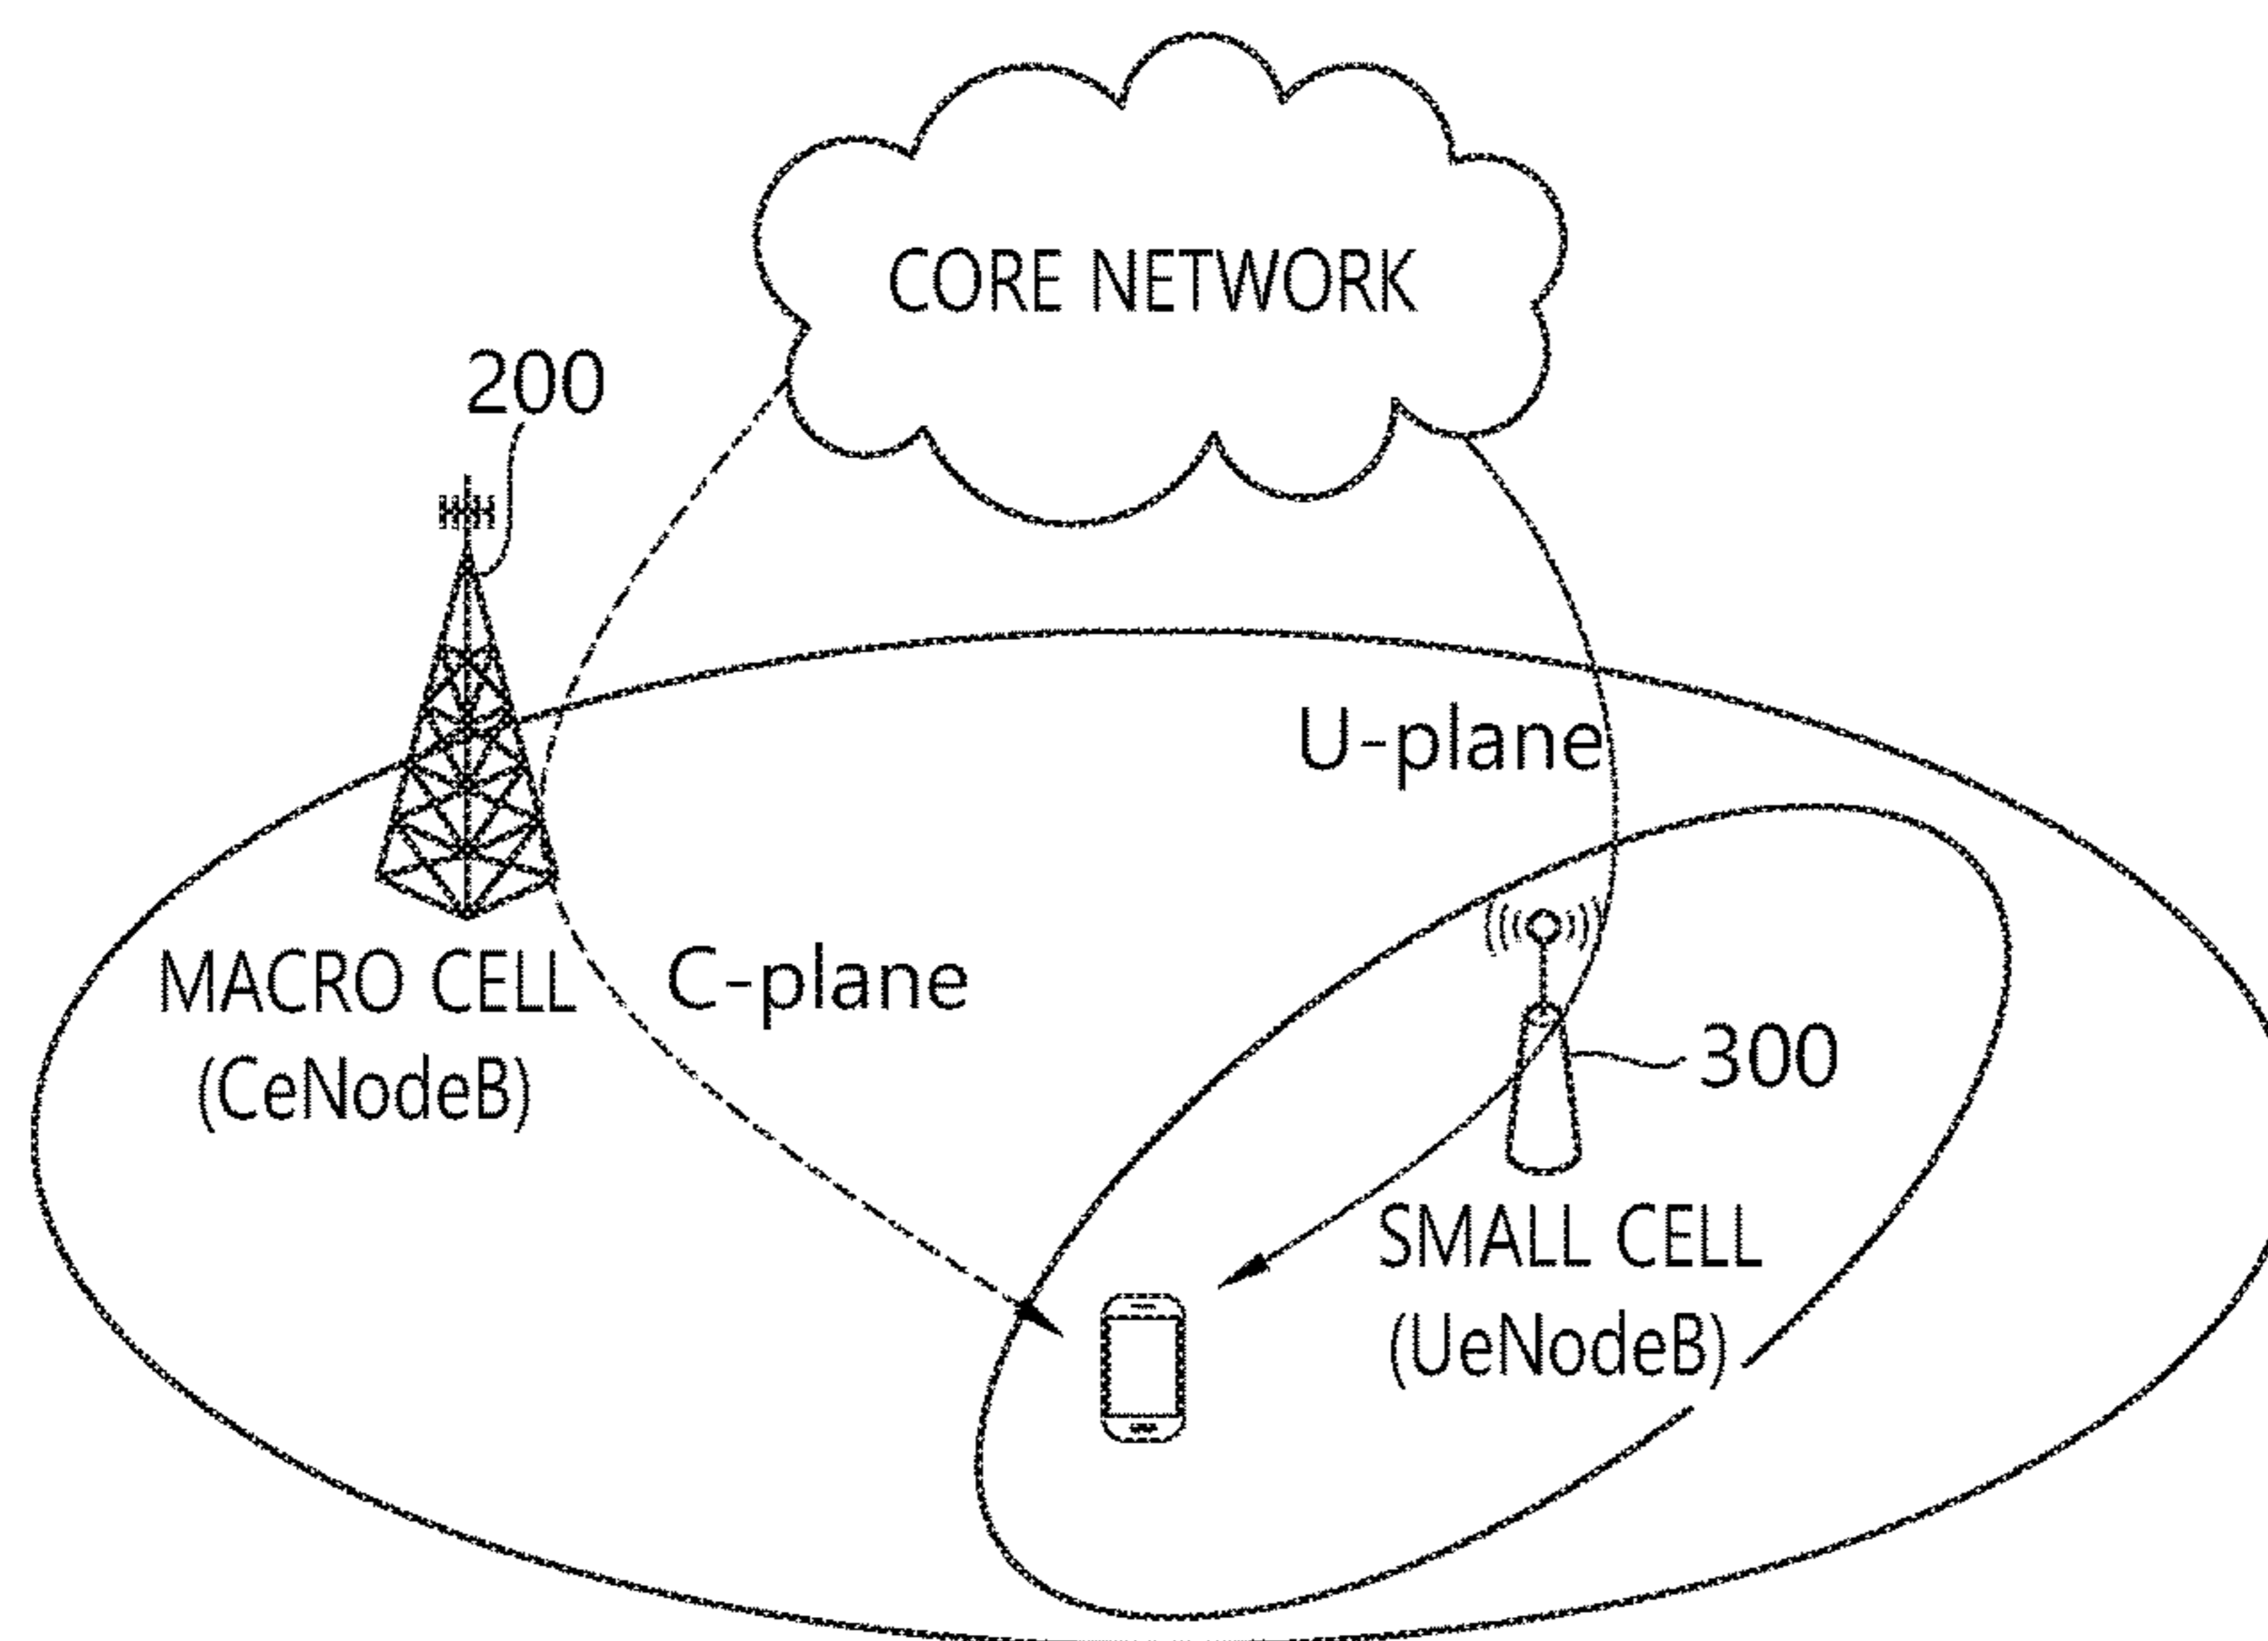 CORE NETWORK
200
U-plane
MACRO CELL
(CeNodeB)
C-plane
300
SMALL CELL
(UeNodeB)